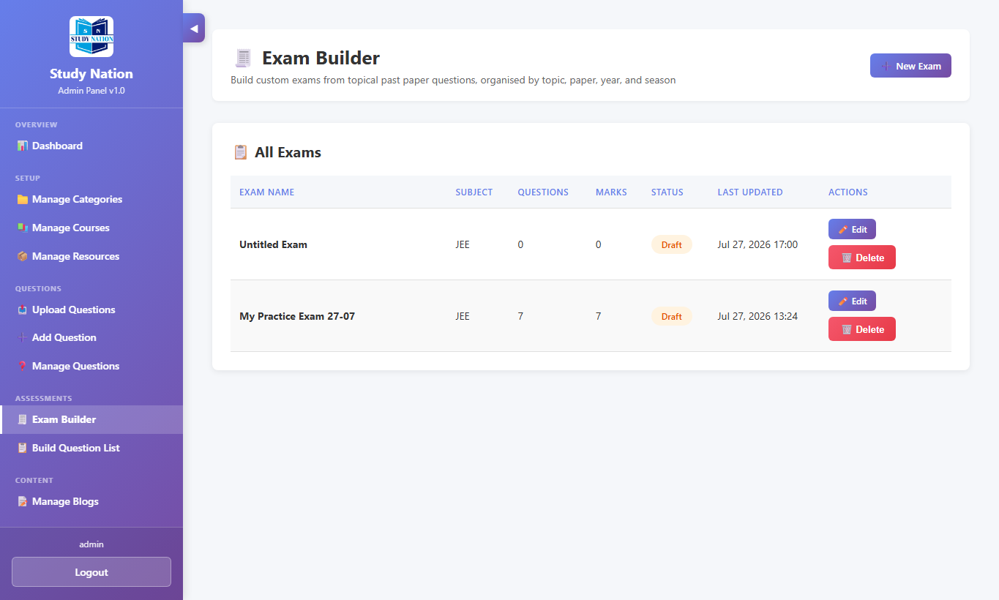 S N
STUDY NATION
Study Nation
Admin Panel v1.0
OVERVIEW
Dashboard
SETUP
Manage Categories
Manage Courses
Manage Resources
QUESTIONS
Upload Questions
Add Question
Manage Questions
ASSESSMENTS
Exam Builder
Build Question List
CONTENT
Manage Blogs
admin
Logout
Exam Builder
Build custom exams from topical past paper questions, organised by topic, paper, year, and season
New Exam
All Exams
EXAM NAME SUBJECT QUESTIONS MARKS STATUS LAST UPDATED ACTIONS
Untitled Exam JEE 0 0 Draft Jul 27, 2026 17:00 Edit
Delete
My Practice Exam 27-07 JEE 7 7 Draft Jul 27, 2026 13:24 Edit
Delete